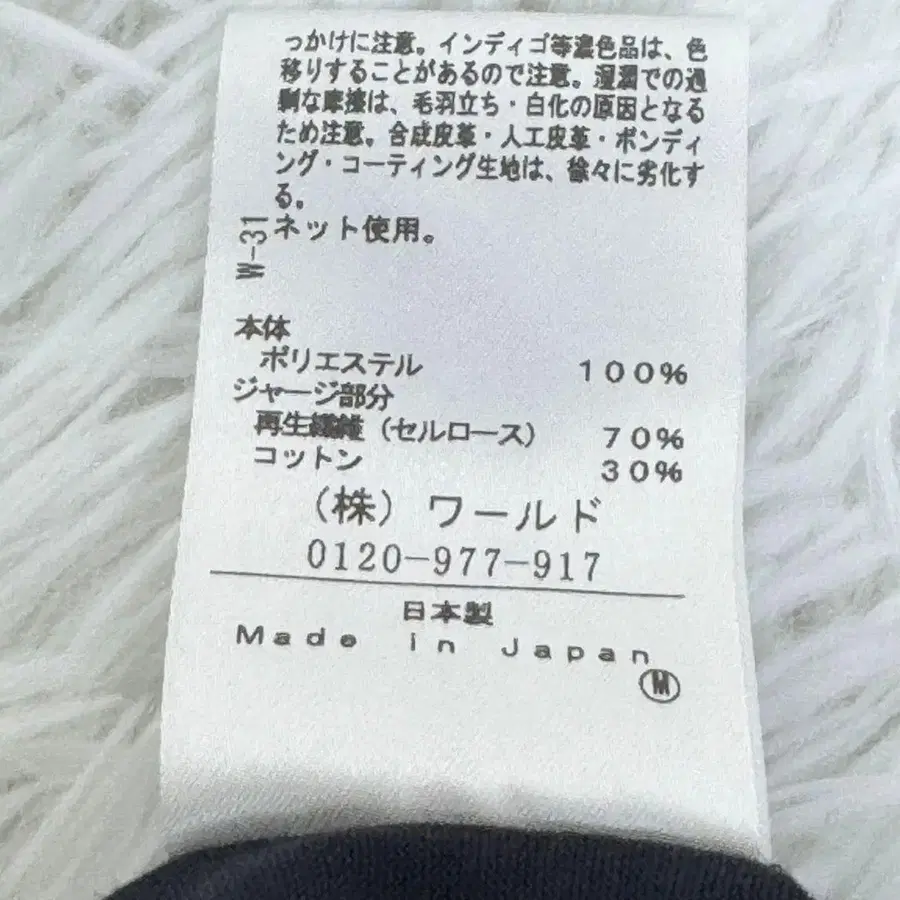 っかけに注意。インディゴ等濃色品は、色
移りすることがあるので注意。湿潤での過
剰な摩擦は、毛羽立ち・白化の原因となる
ため注意。合成皮革・人工皮革・ボンディ
ング・コーティング生地は、徐々に劣化す
る。
ネット使用。
W-31
本体
ポリエステル 100%
ジャージ部分
再生繊維（セルロース） 70%
コットン 30%
（株）ワールド
0120-977-917
日本製
Made in Japan
M